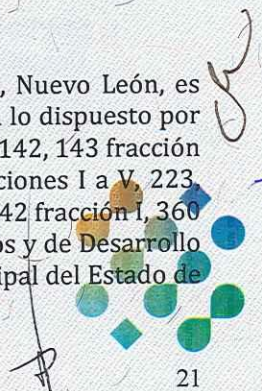 , Nuevo León, es
lo dispuesto por
142, 143 fracción
ciones I a V, 223,
42 fracción I, 360
os y de Desarrollo
ipal del Estado de
21